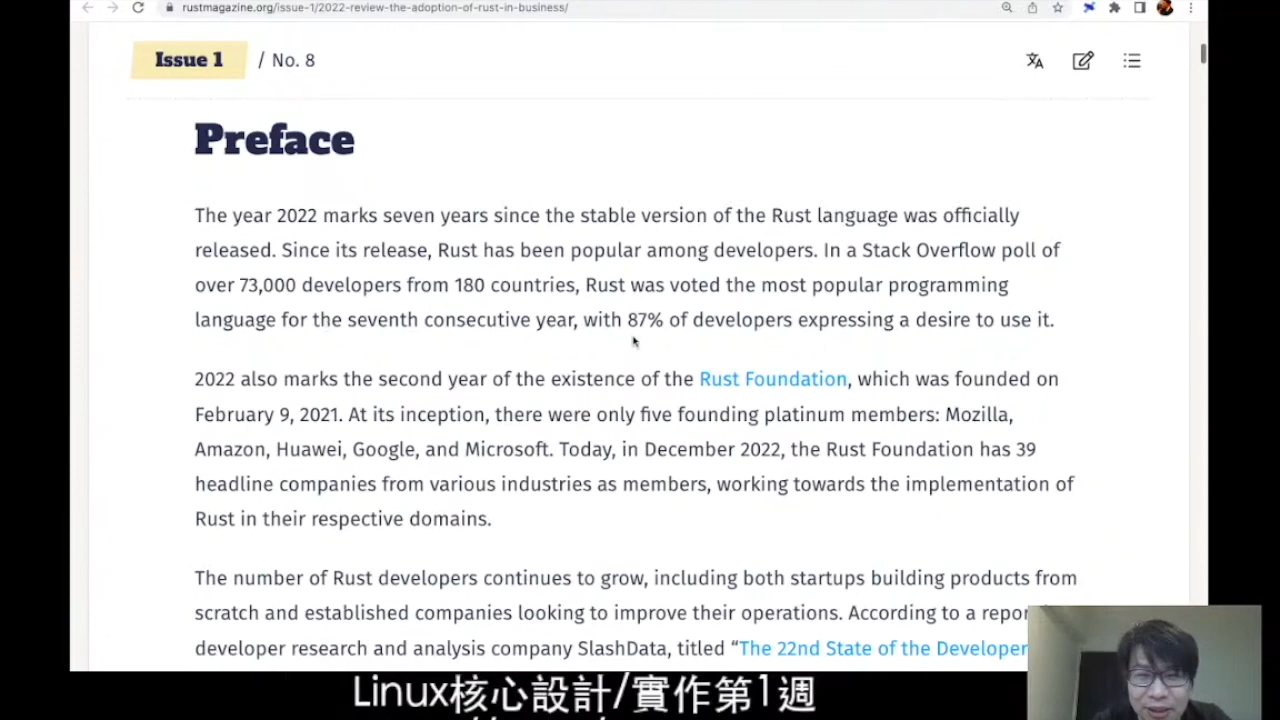 rustmagazine.org/issue-1/2022-review-the-adoption-of-rust-in-business/
Issue 1 / No. 8
Preface
The year 2022 marks seven years since the stable version of the Rust language was officially
released. Since its release, Rust has been popular among developers. In a Stack Overflow poll of
over 73,000 developers from 180 countries, Rust was voted the most popular programming
language for the seventh consecutive year, with 87% of developers expressing a desire to use it.
2022 also marks the second year of the existence of the Rust Foundation, which was founded on
February 9, 2021. At its inception, there were only five founding platinum members: Mozilla,
Amazon, Huawei, Google, and Microsoft. Today, in December 2022, the Rust Foundation has 39
headline companies from various industries as members, working towards the implementation of
Rust in their respective domains.
The number of Rust developers continues to grow, including both startups building products from
scratch and established companies looking to improve their operations. According to a repor
developer research and analysis company SlashData, titled “The 22nd State of the Developer
Linux核心設計/實作第1週